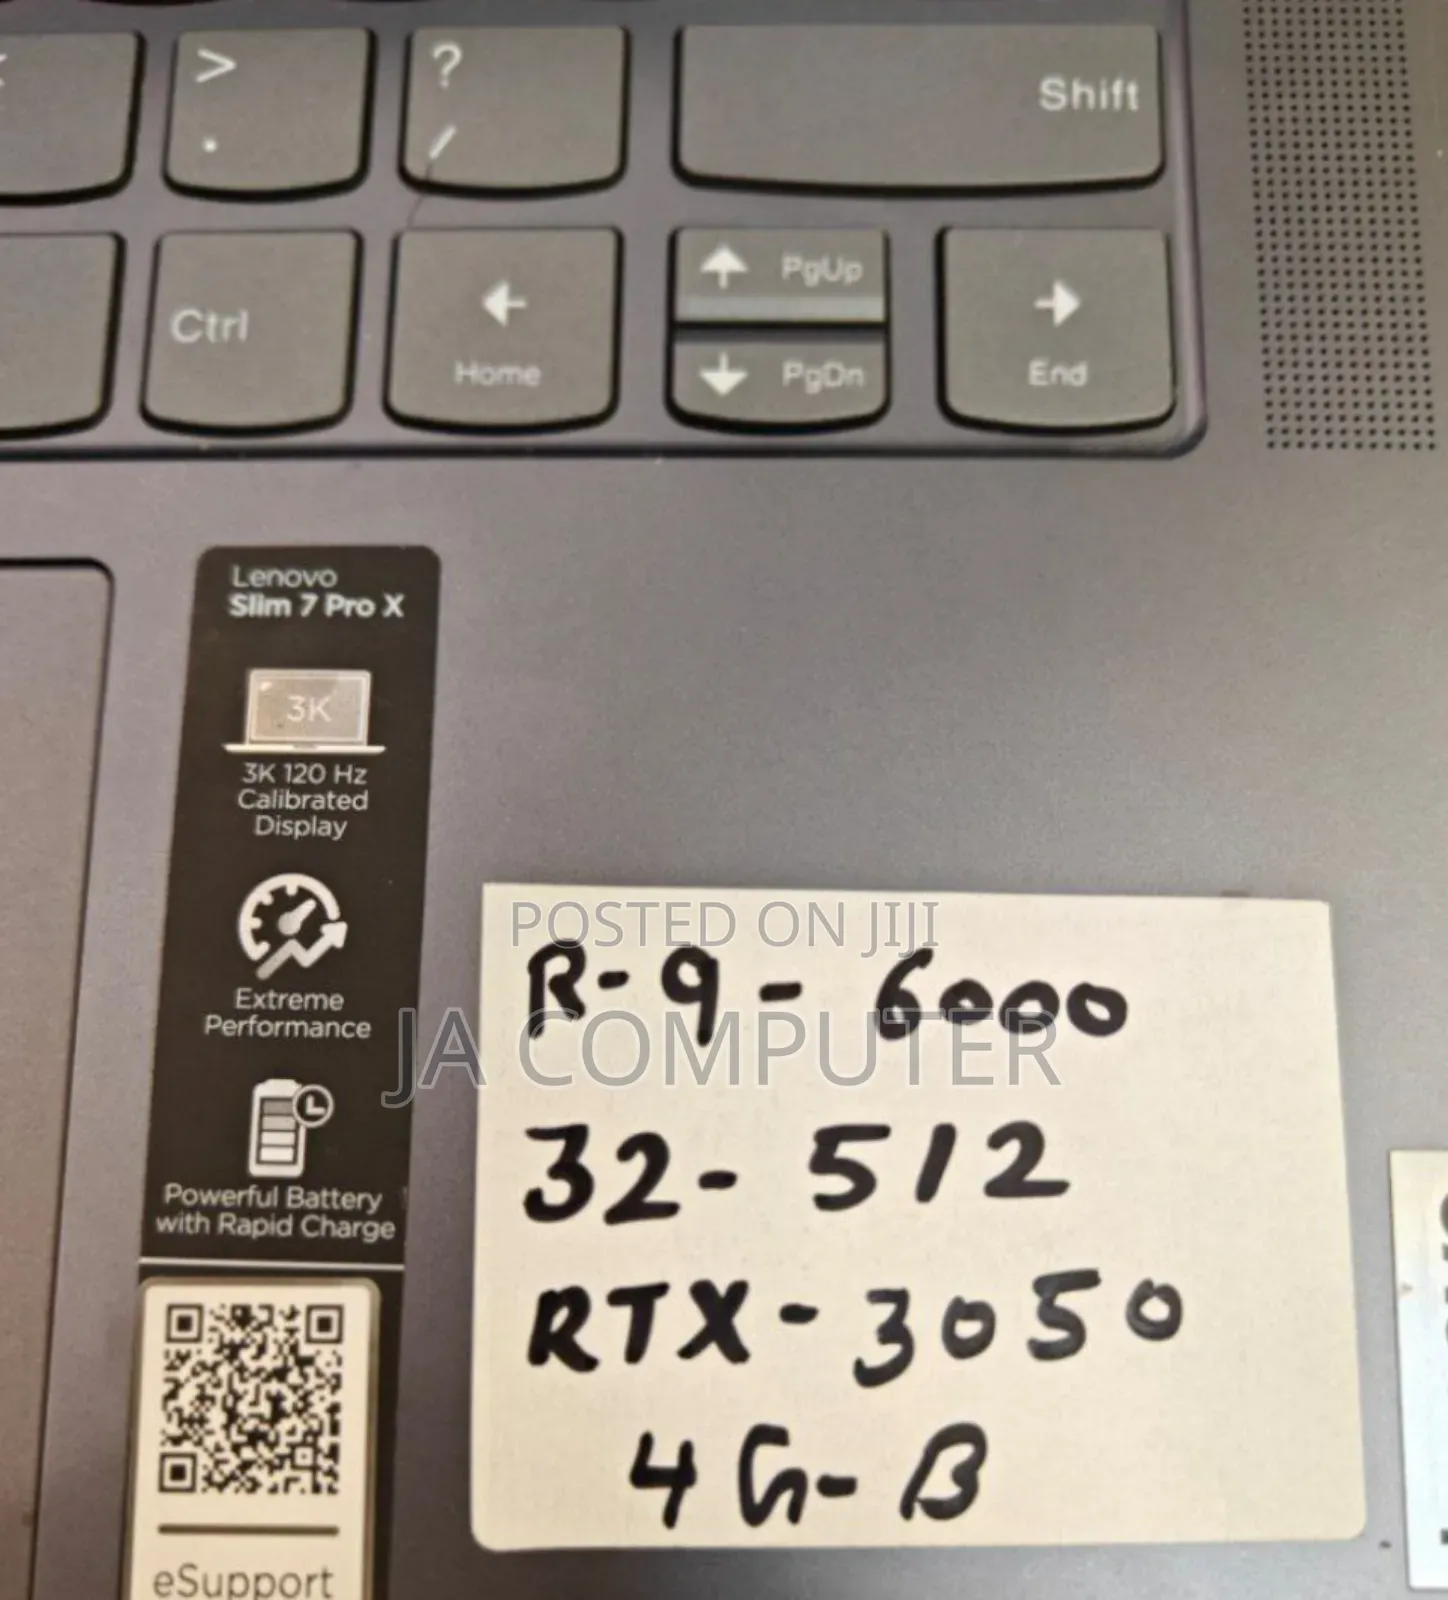 >
.
?
/
Shift
Ctrl
Home
PgUp
PgDn
End
Lenovo
Slim 7 Pro X
3K
3K 120 Hz
Calibrated
Display
Extreme
Performance
Powerful Battery
with Rapid Charge
eSupport
POSTED ON JIJI
JA COMPUTER
R-9-6000
32-512
RTX-3050
4G-B